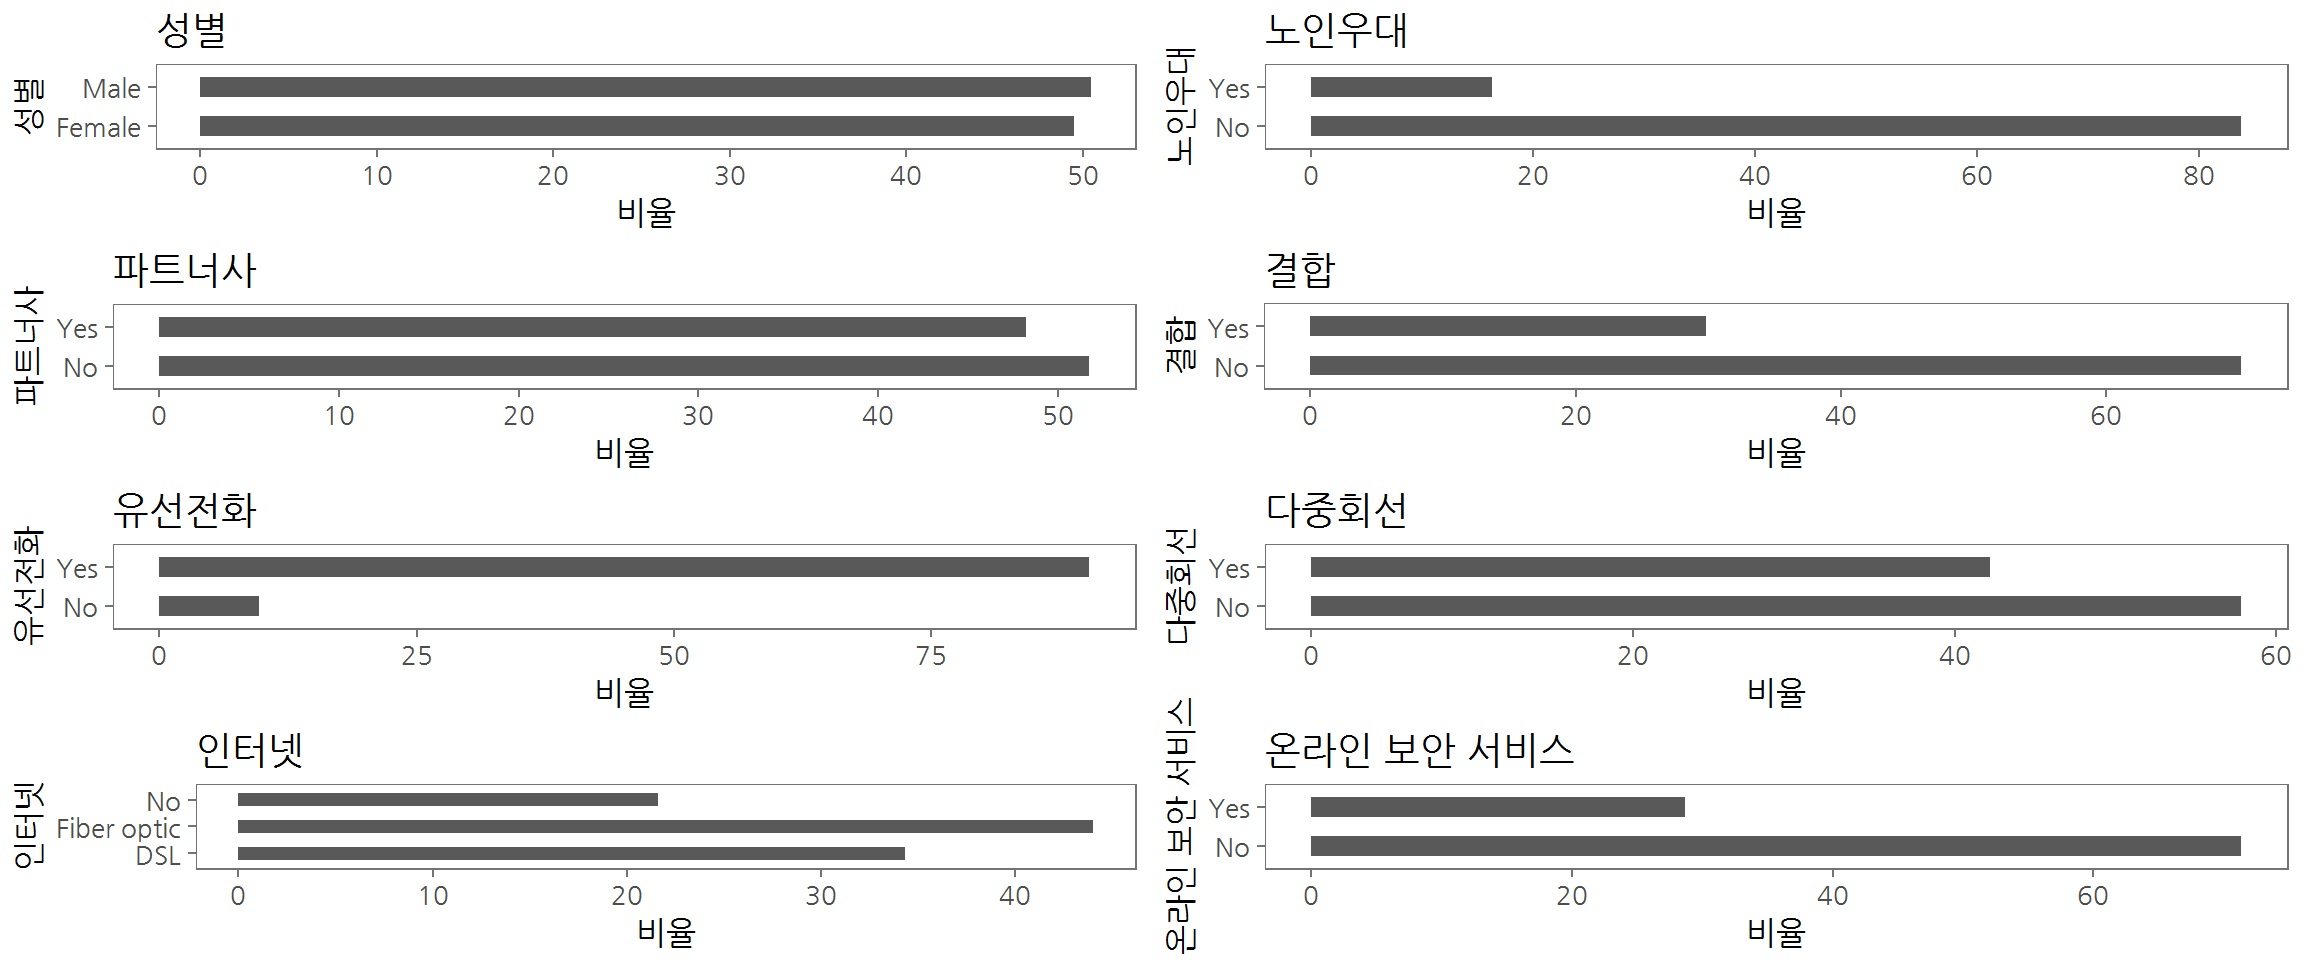 성별
성별
Male
Female
0 10 20 30 40 50
비율
노인우대
노인우대
Yes
No
0 20 40 60 80
비율
파트너사
파트너사
Yes
No
0 10 20 30 40 50
비율
결합
결합
Yes
No
0 20 40 60
비율
유선전화
유선전화
Yes
No
0 25 50 75
비율
다중회선
다중회선
Yes
No
0 20 40 60
비율
인터넷
인터넷
No
Fiber optic
DSL
0 10 20 30 40
비율
온라인 보안 서비스
온라인 보안 서비스
Yes
No
0 20 40 60
비율